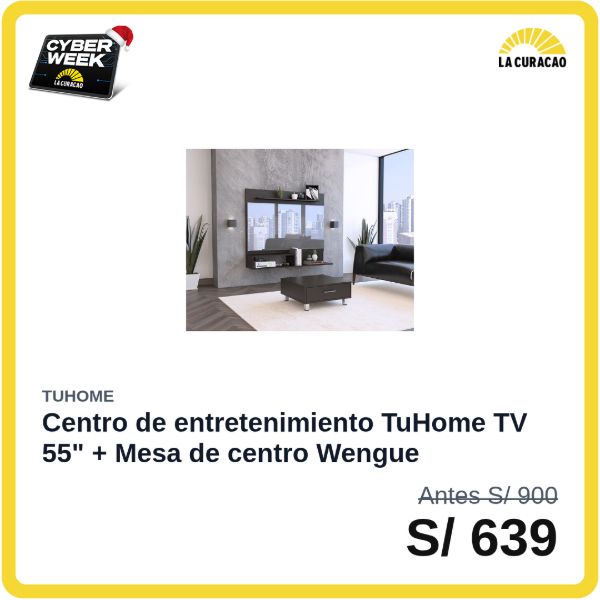 CYBER
WEEK
LA CURACAO
LA CURACAO
TUHOME
Centro de entretenimiento TuHome TV
55" + Mesa de centro Wengue
Antes S/ 900
S/ 639